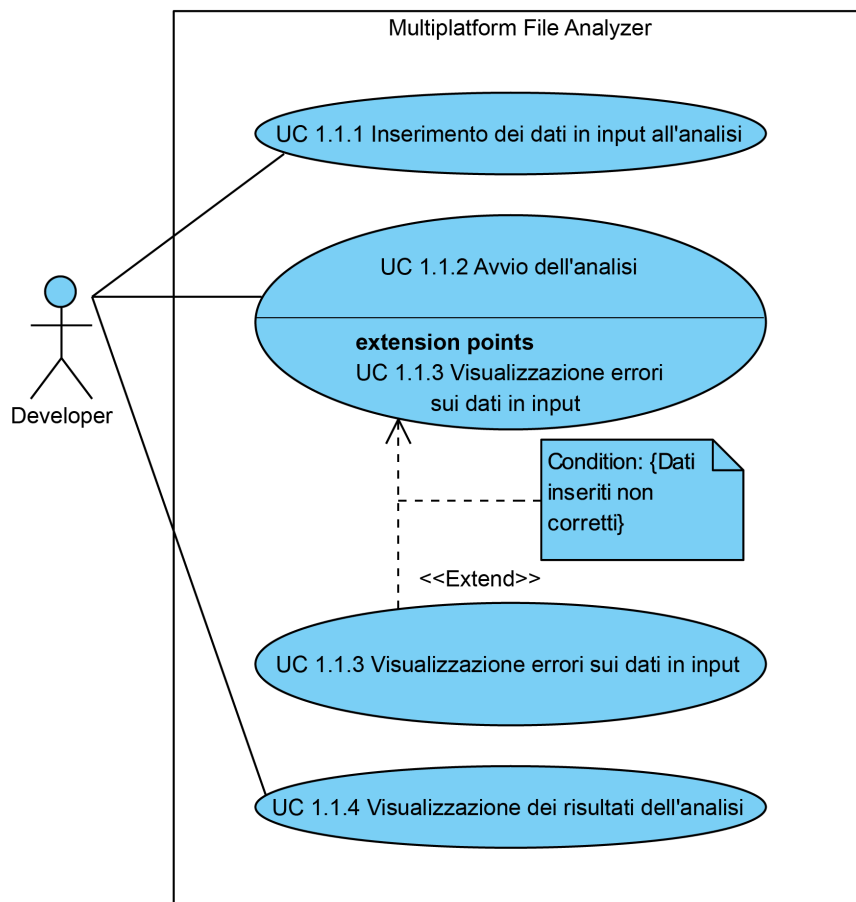 Multiplatform File Analyzer
UC 1.1.1 Inserimento dei dati in input all'analisi
UC 1.1.2 Avvio dell'analisi
extension points
UC 1.1.3 Visualizzazione errori
sui dati in input
Developer
Condition: {Dati
inseriti non
corretti}
<<Extend>>
UC 1.1.3 Visualizzazione errori sui dati in input
UC 1.1.4 Visualizzazione dei risultati dell'analisi